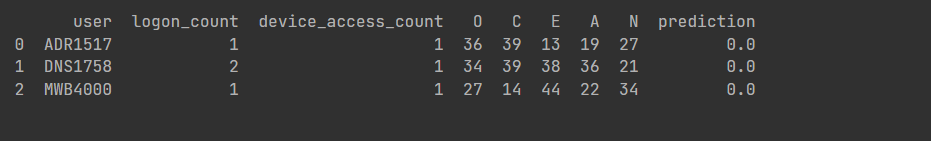 user logon_count device_access_count O C E A N prediction
0 ADR1517 1 1 36 39 13 19 27 0.0
1 DNS1758 2 1 34 39 38 36 21 0.0
2 MWB4000 1 1 27 14 44 22 34 0.0